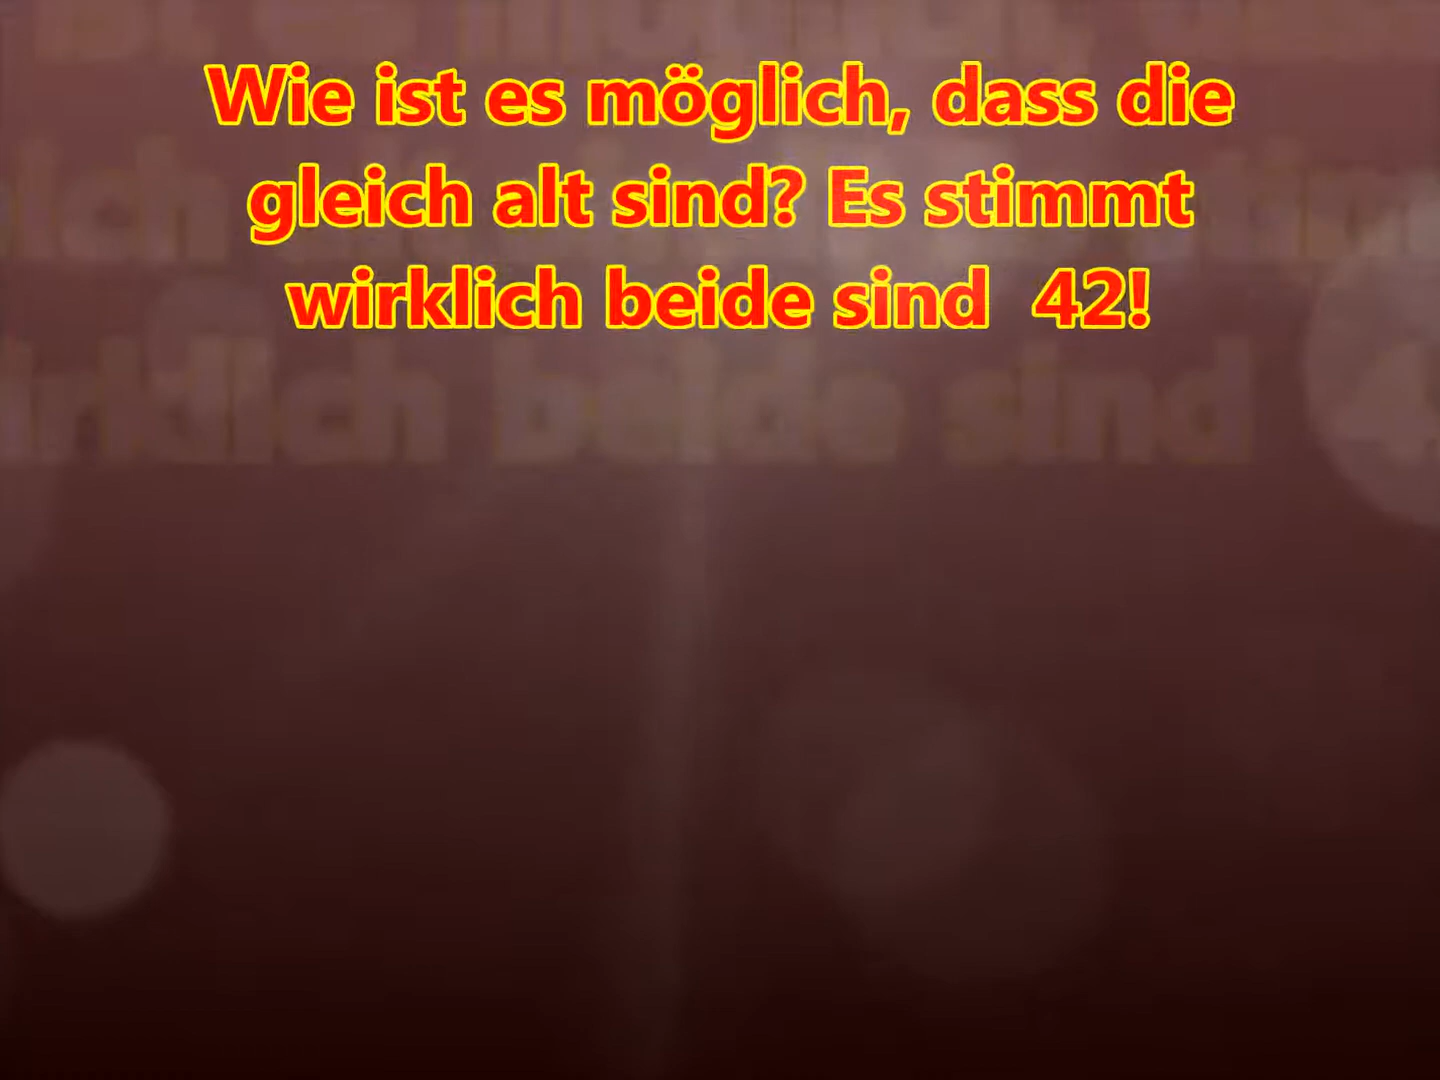 Wie ist es möglich, dass die
gleich alt sind? Es stimmt
wirklich beide sind  42!